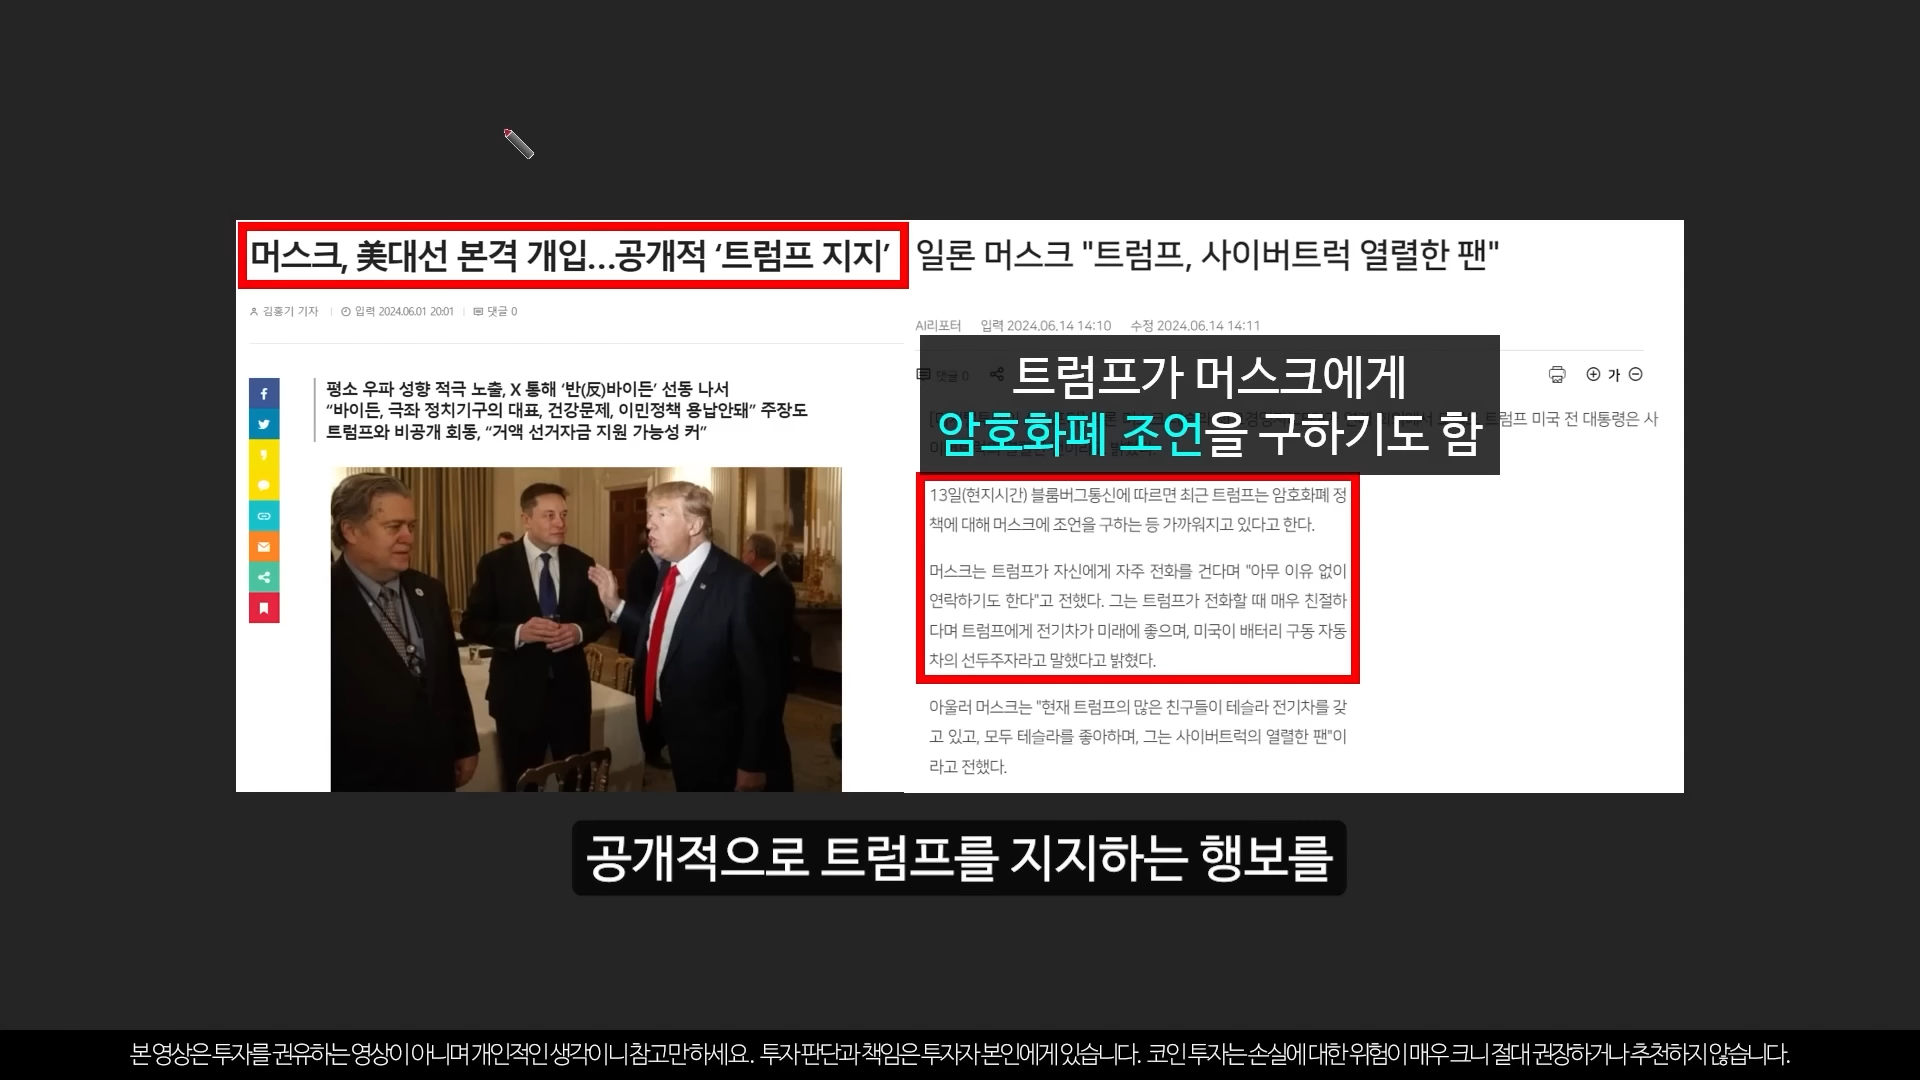 머스크, 美대선 본격 개입...공개적 ‘트럼프 지지’
김홍기 기자 입력 2024.06.01 20:01 댓글 0
평소 우파 성향 적극 노출, X 통해 ‘반(反)바이든’ 선동 나서
“바이든, 극좌 정치기구의 대표, 건강문제, 이민정책 용납안돼” 주장도
트럼프와 비공개 회동, “거액 선거자금 지원 가능성 커”
일론 머스크 "트럼프, 사이버트럭 열렬한 팬"
AI리포터 입력 2024.06.14 14:10 수정 2024.06.14 14:11
댓글 0
가
트럼프가 머스크에게
암호화폐 조언을 구하기도 함
트럼프 미국 전 대통령은 사
13일(현지시간) 블룸버그통신에 따르면 최근 트럼프는 암호화폐 정
책에 대해 머스크에 조언을 구하는 등 가까워지고 있다고 한다.
머스크는 트럼프가 자신에게 자주 전화를 건다며 "아무 이유 없이
연락하기도 한다"고 전했다. 그는 트럼프가 전화할 때 매우 친절하
다며 트럼프에게 전기차가 미래에 좋으며, 미국이 배터리 구동 자동
차의 선두주자라고 말했다고 밝혔다.
아울러 머스크는 "현재 트럼프의 많은 친구들이 테슬라 전기차를 갖
고 있고, 모두 테슬라를 좋아하며, 그는 사이버트럭의 열렬한 팬"이
라고 전했다.
공개적으로 트럼프를 지지하는 행보를
본 영상은 투자를 권유하는 영상이 아니며 개인적인 생각이니 참고만 하세요. 투자 판단과 책임은 투자자 본인에게 있습니다. 코인 투자는 손실에 대한 위험이 매우 크니 절대 권장하거나 추천하지 않습니다.